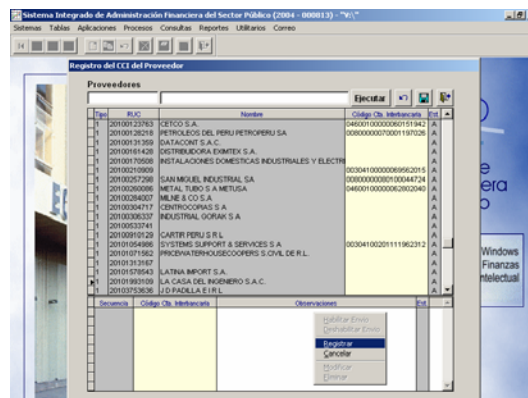 Sistema Integrado de Administración Financiera del Sector Público (2004 - 000813) - "V:\"
Sistemas Tablas Aplicaciones Procesos Consultas Reportes Utilitarios Correo
Registro del CCI del Proveedor
Proveedores
Ejecutar
Tipo RUC Nombre Código Cta. Interbancaria Est.
1 20100123763 CETCO S.A. 04600100000060151942 A
1 20100128218 PETROLEOS DEL PERU PETROPERU SA 00800000070001197026 A
1 20100131359 DATACONT S.A.C. A
1 20100161428 DISTRIBUIDORA EXIMTEX S.A. A
1 20100170508 INSTALACIONES DOMESTICAS INDUSTRIALES Y ELECTRI A
1 20100210909 00304100000069562015 A
1 20100257298 SAN MIGUEL INDUSTRIAL SA. 00800000080100044724 A
1 20100260086 METAL TUBO S A METUSA 04600100000062802040 A
1 20100284007 MILNE & CO S.A A
1 20100304717 CENTROCOPIAS S A A
1 20100306337 INDUSTRIAL GORAK S A A
1 20100533741 A
1 20100910129 CARTIR PERU S R L A
1 20101054986 SYSTEMS SUPPORT & SERVICES S A 00304100201111962312 A
1 20101071562 PRICEWATERHOUSECOOPERS S.CIVIL DE R.L. A
1 20101313167 A
1 20101578543 LATINA IMPORT S.A. A
1 20101993109 LA CASA DEL INGENIERO S.A.C. A
1 20103753636 J D PADILLA E I R L A
Secuencia Código Cta. Interbancaria Observaciones Est
Habilitar Envio
Deshabilitar Envio
Registrar
Cancelar
Modificar
Eliminar
e
era
o
Windows
Finanzas
ntelectual